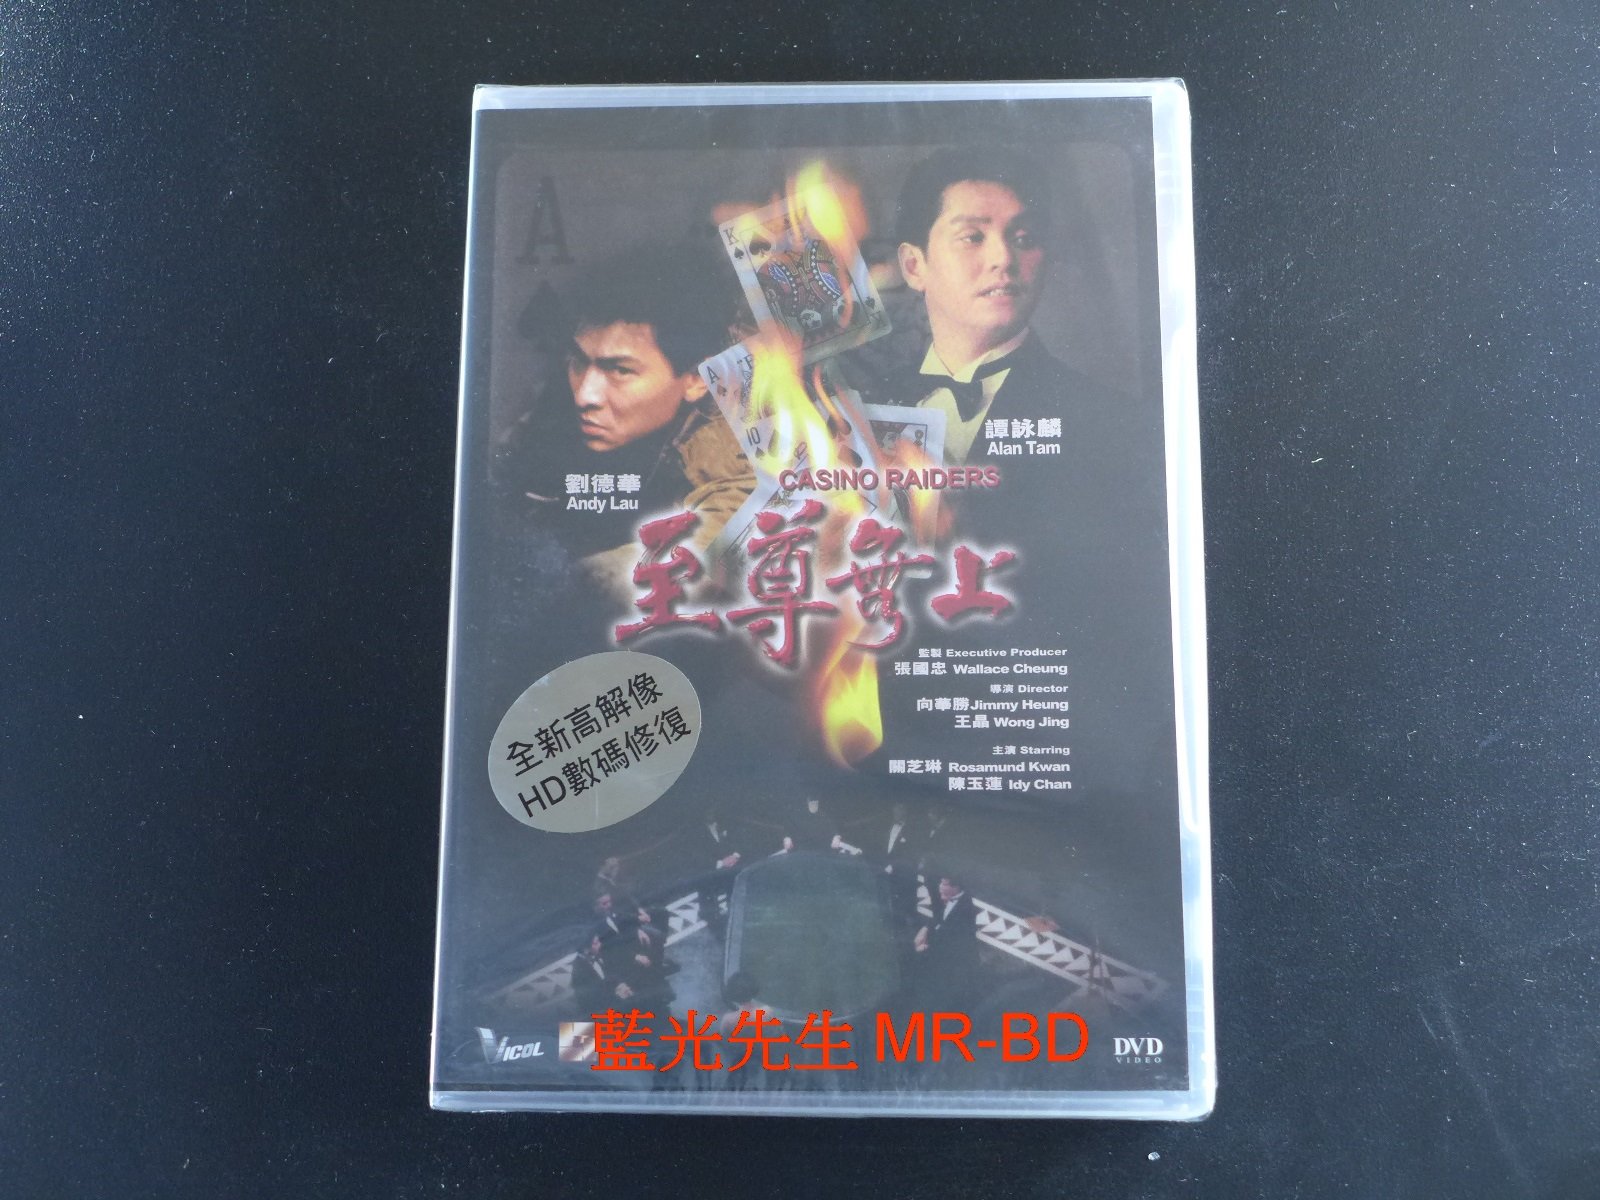 A
K
A
10
譚詠麟
Alan Tam
劉德華
Andy Lau
CASINO RAIDERS
至尊無上
監製 Executive Producer
張國忠 Wallace Cheung
導演 Director
向華勝 Jimmy Heung
王晶 Wong Jing
主演 Starring
關芝琳 Rosamund Kwan
陳玉蓮 Idy Chan
全新高解像
HD數碼修復
VICOL
藍光先生 MR-BD
DVD
VIDEO